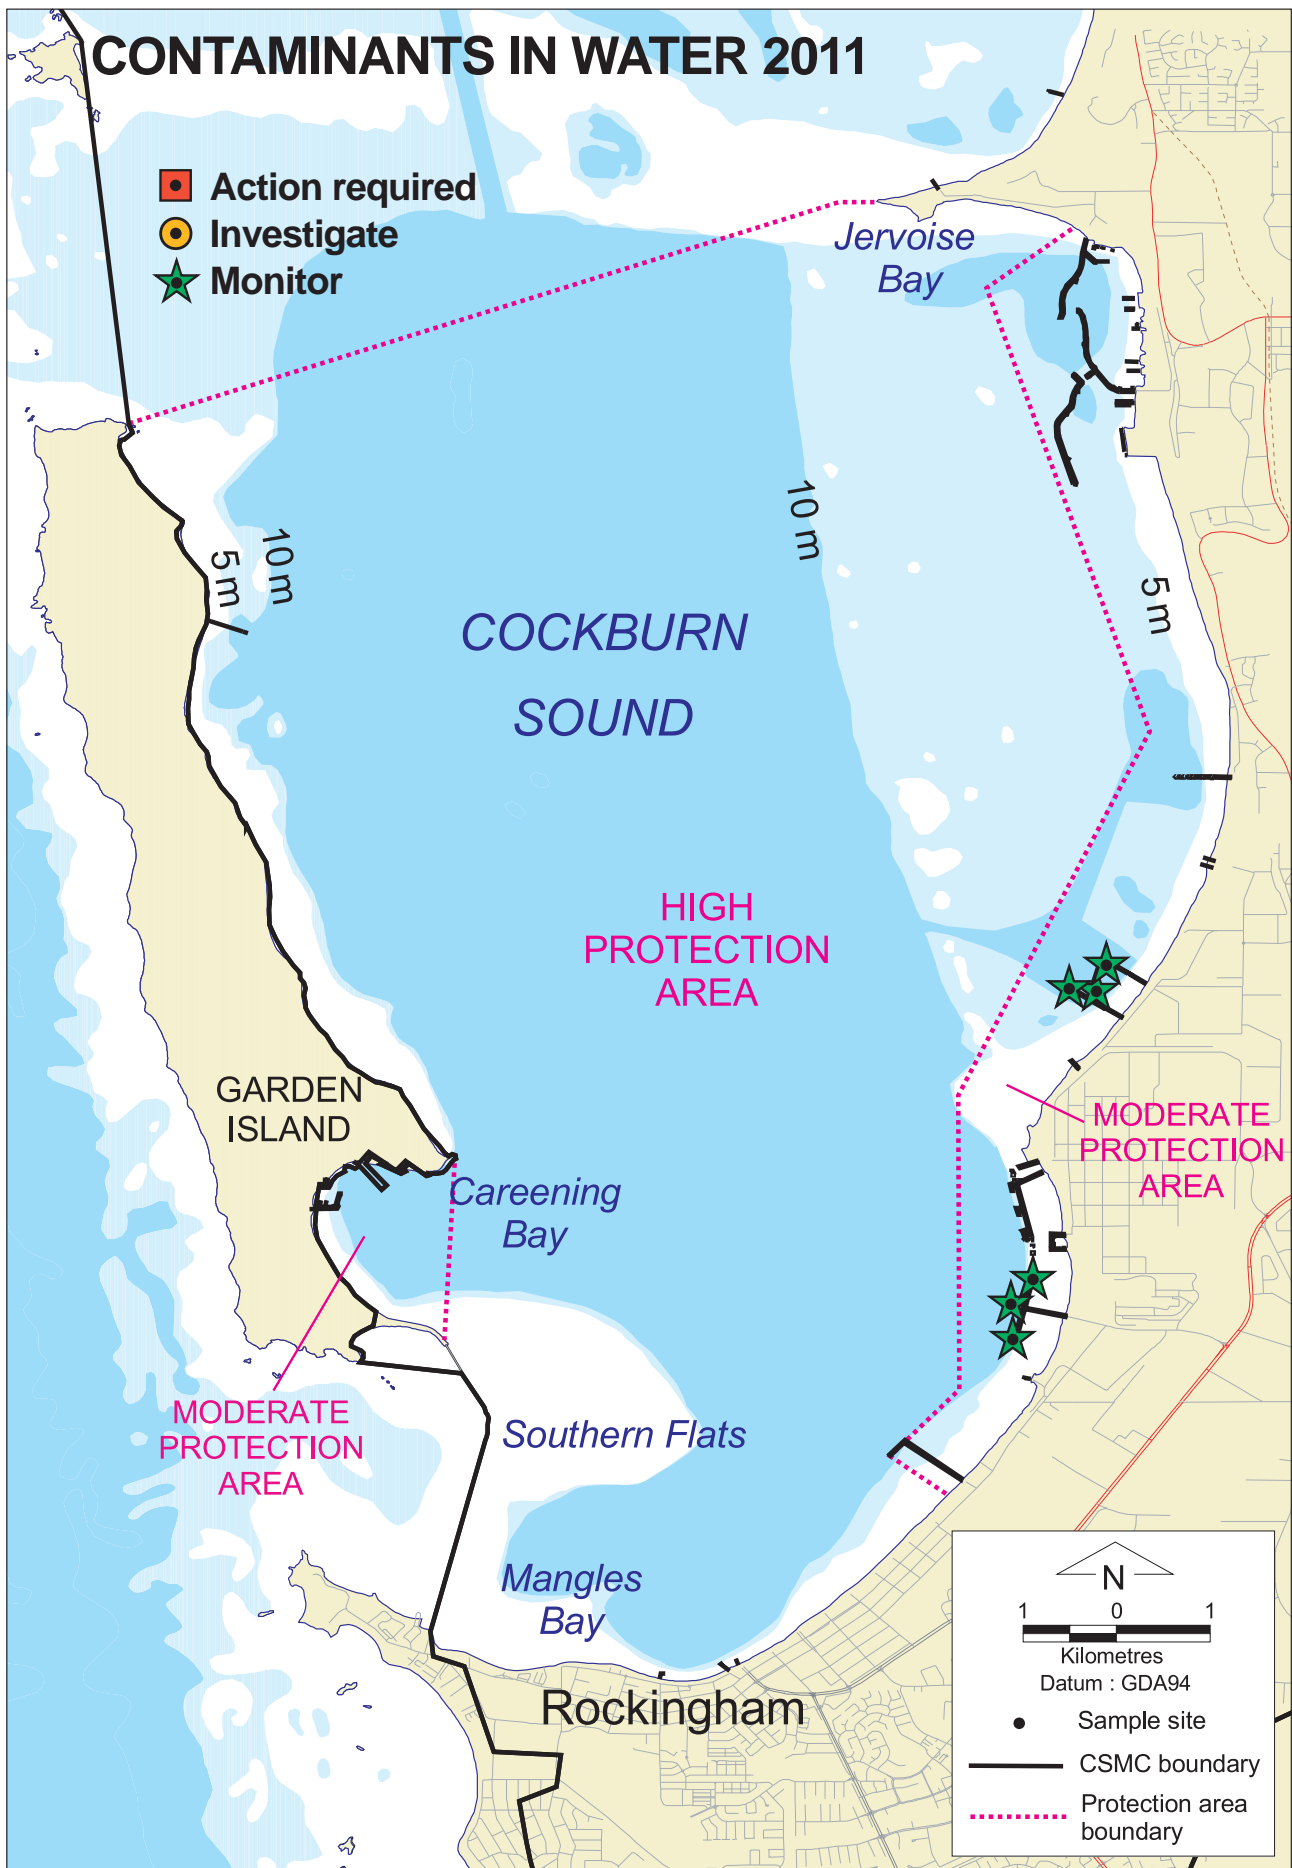 CONTAMINANTS IN WATER 2011
Action required
Investigate
Monitor
Jervoise
Bay
10 m
5 m
10 m
5 m
COCKBURN
SOUND
HIGH
PROTECTION
AREA
GARDEN
ISLAND
MODERATE
PROTECTION
AREA
Careening
Bay
MODERATE
PROTECTION
AREA
Southern Flats
Mangles
Bay
Rockingham
N
1 0 1
Kilometres
Datum : GDA94
Sample site
CSMC boundary
Protection area
boundary